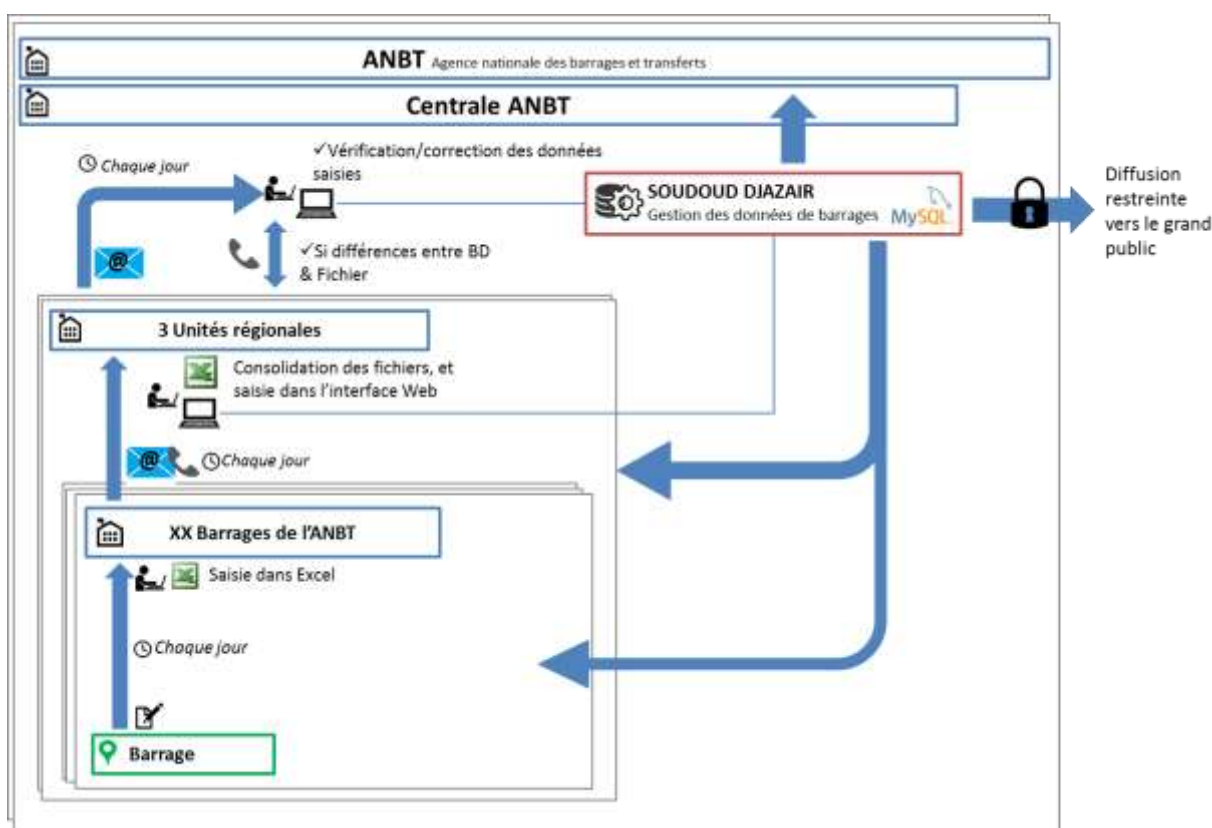 ANBT Agence nationale des barrages et transferts
Centrale ANBT
Chaque jour
✓Vérification/correction des données
saisies
SOUDOUD DJAZAIR
Gestion des données de barrages
MySQL
Diffusion
restreinte
vers le grand
public
@
✓Si différences entre BD
& Fichier
3 Unités régionales
Consolidation des fichiers, et
saisie dans l'interface Web
@
Chaque jour
XX Barrages de l'ANBT
Saisie dans Excel
Chaque jour
Barrage